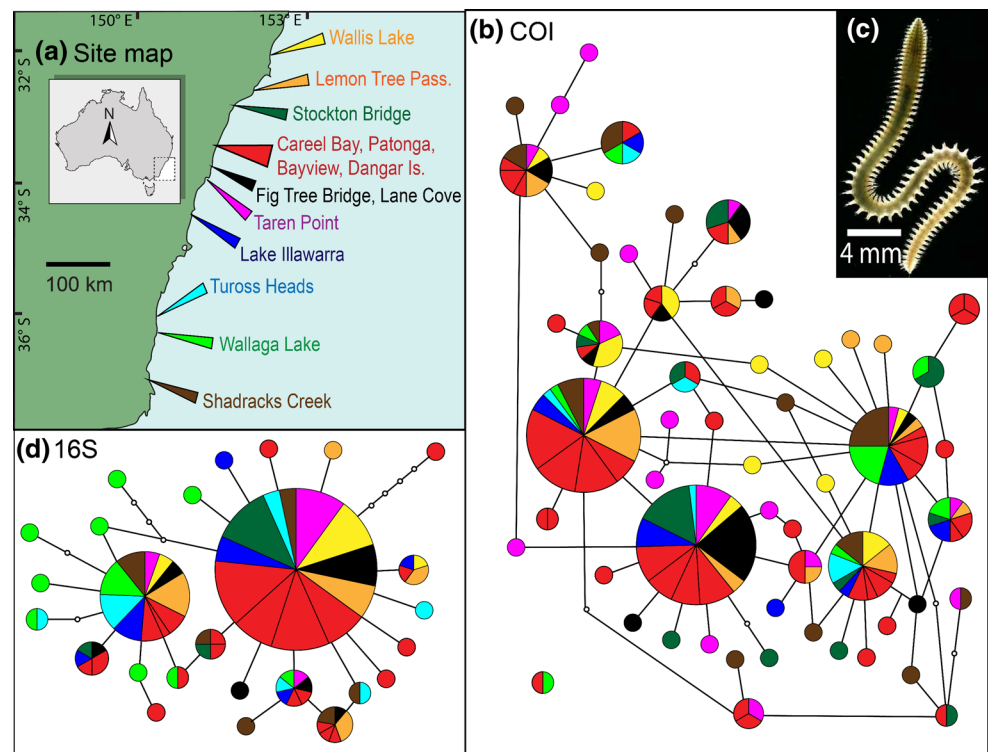 150° E
153° E
(a) Site map
32° S
34° S
36° S
N
100 km
Wallis Lake
Lemon Tree Pass.
Stockton Bridge
Careel Bay, Patonga,
Bayview, Dangar Is.
Fig Tree Bridge, Lane Cove
Taren Point
Lake Illawarra
Tuross Heads
Wallaga Lake
Shadracks Creek
(b) COI
(c)
4 mm
(d) 16S